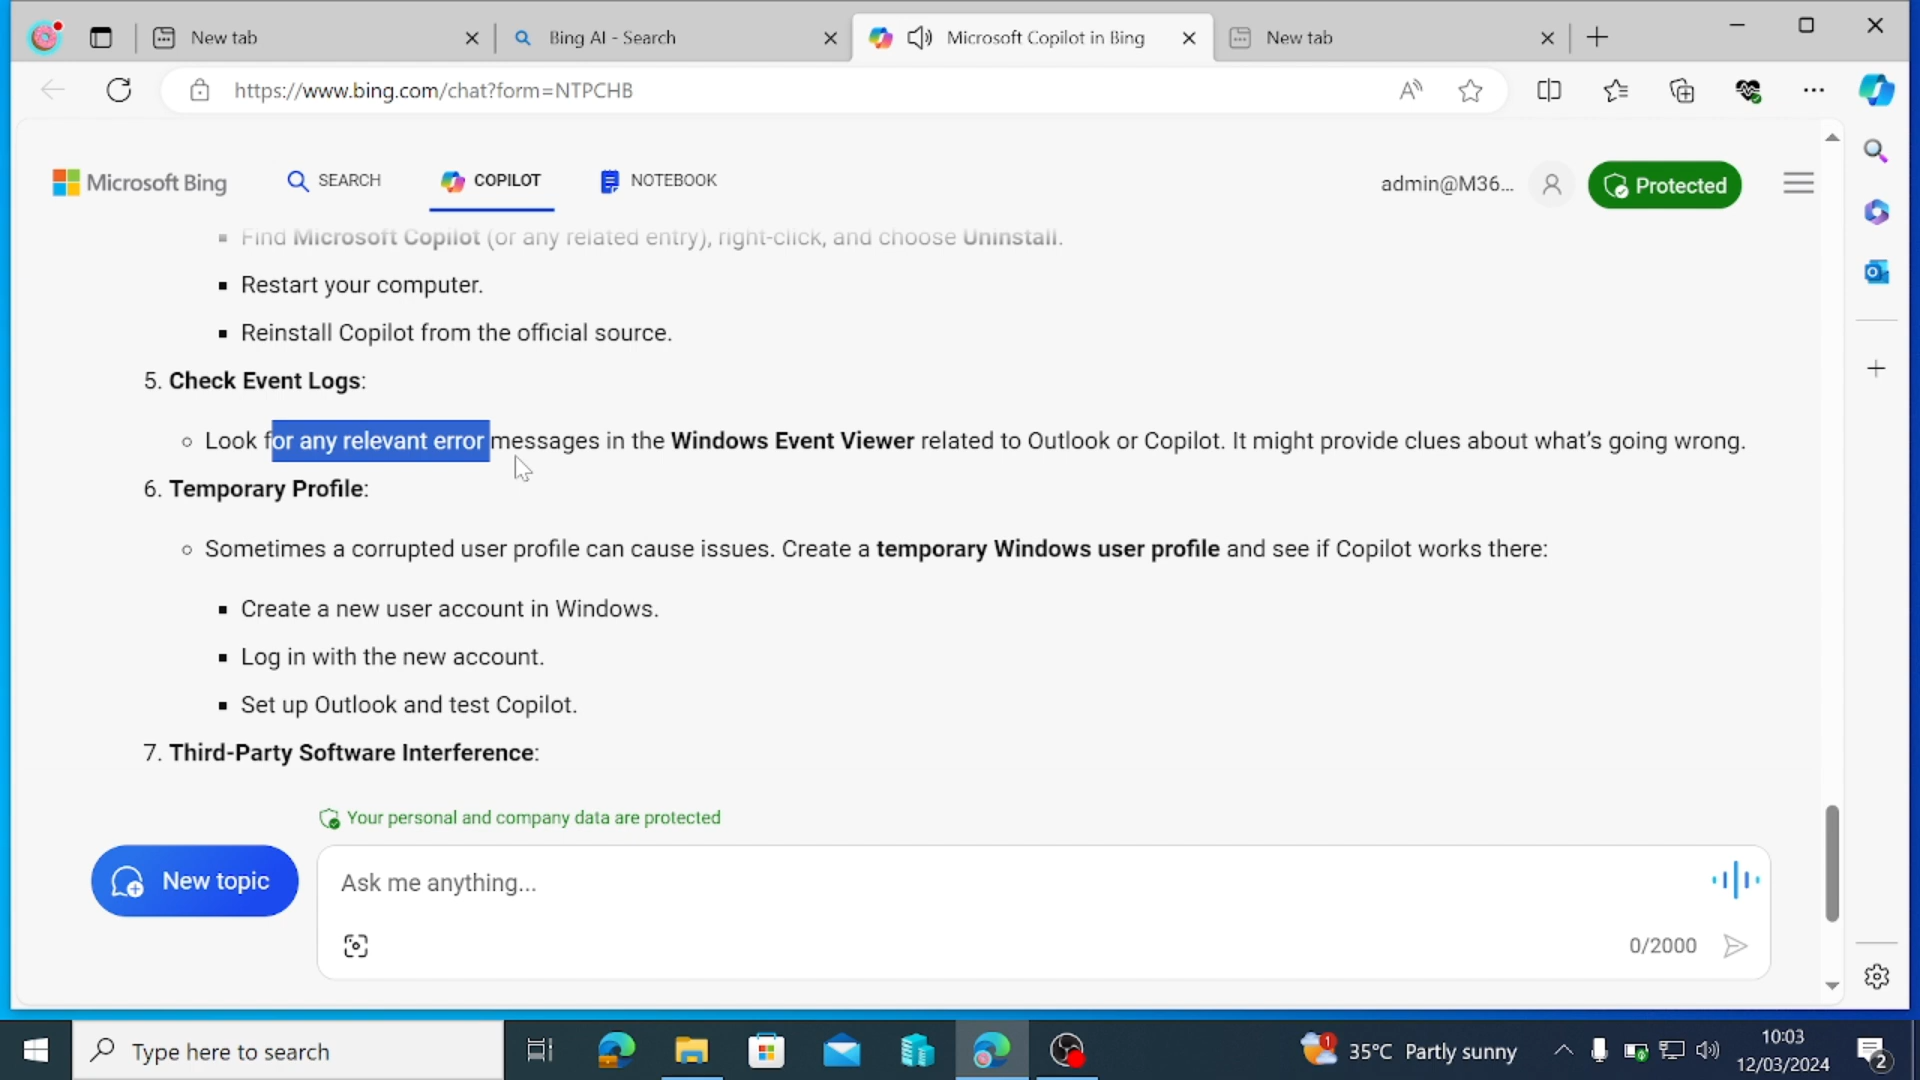 New tab
Bing AI - Search
Microsoft Copilot in Bing
New tab
https://www.bing.com/chat?form=NTPCHB
Microsoft Bing
SEARCH
COPILOT
NOTEBOOK
admin@M36...
Protected
▪ Find Microsoft Copilot (or any related entry), right-click, and choose Uninstall.
▪ Restart your computer.
▪ Reinstall Copilot from the official source.
5. Check Event Logs:
○ Look for any relevant error messages in the Windows Event Viewer related to Outlook or Copilot. It might provide clues about what’s going wrong.
6. Temporary Profile:
○ Sometimes a corrupted user profile can cause issues. Create a temporary Windows user profile and see if Copilot works there:
▪ Create a new user account in Windows.
▪ Log in with the new account.
▪ Set up Outlook and test Copilot.
7. Third-Party Software Interference:
Your personal and company data are protected
New topic
Ask me anything...
0/2000
Type here to search
1
35°C Partly sunny
10:03
12/03/2024
2